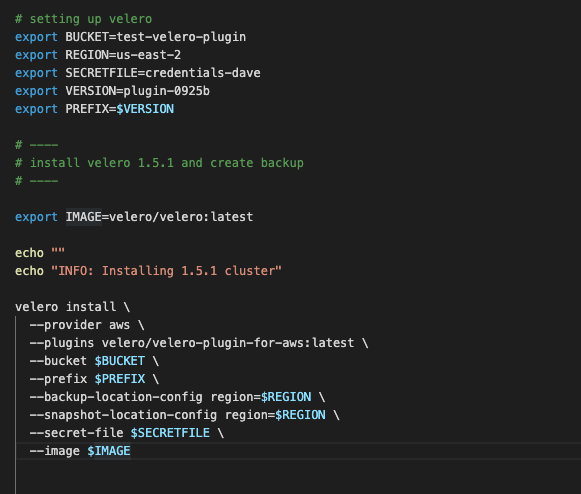 # setting up velero
export BUCKET=test-velero-plugin
export REGION=us-east-2
export SECRETFILE=credentials-dave
export VERSION=plugin-0925b
export PREFIX=$VERSION
# ----
# install velero 1.5.1 and create backup
# ----
export IMAGE=velero/velero:latest
echo ""
echo "INFO: Installing 1.5.1 cluster"
velero install \
--provider aws \
--plugins velero/velero-plugin-for-aws:latest \
--bucket $BUCKET \
--prefix $PREFIX \
--backup-location-config region=$REGION \
--snapshot-location-config region=$REGION \
--secret-file $SECRETFILE \
--image $IMAGE